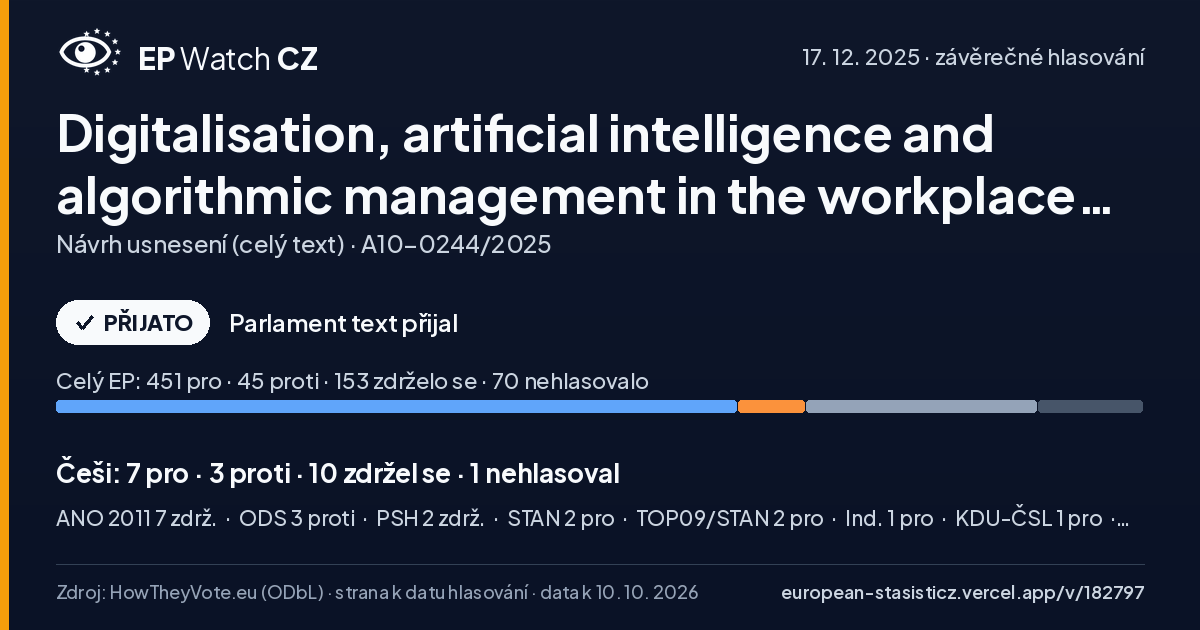 EP Watch CZ
17. 12. 2025 · závěrečné hlasování
Digitalisation, artificial intelligence and
algorithmic management in the workplace…
Návrh usnesení (celý text) · A10–0244/2025
✓ PŘIJATO
Parlament text přijal
Celý EP: 451 pro · 45 proti · 153 zdrželo se · 70 nehlasovalo
Češi: 7 pro · 3 proti · 10 zdržel se · 1 nehlasoval
ANO 2011 7 zdrž. · ODS 3 proti · PSH 2 zdrž. · STAN 2 pro · TOP09/STAN 2 pro · Ind. 1 pro · KDU-ČSL 1 pro ·…
Zdroj: HowTheyVote.eu (ODbL) · strana k datu hlasování · data k 10. 10. 2026
european-stasisticz.vercel.app/v/182797